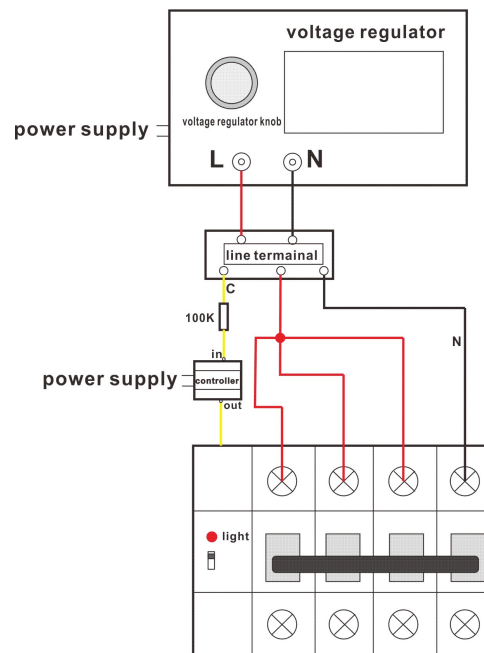 voltage regulator
voltage regulator knob
power supply
L N
line termainal
C
100K
N
in
power supply
controller
out
light